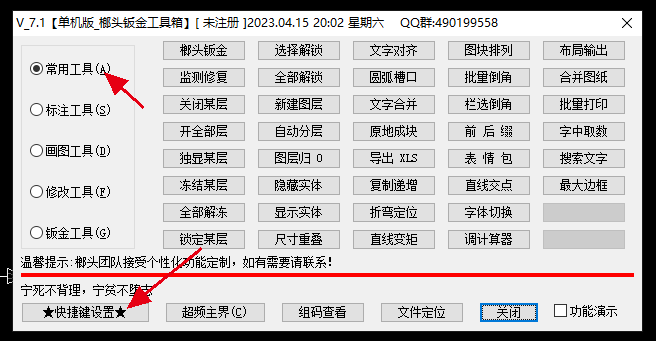 V_7.1【单机版_榔头钣金工具箱】[ 未注册 ]2023.04.15 20:02 星期六 QQ群:490199558
常用工具(A)
标注工具(S)
画图工具(D)
修改工具(F)
钣金工具(G)
榔头钣金 选择解锁 文字对齐 图块排列 布局输出
监测修复 全部解锁 圆弧槽口 批量倒角 合并图纸
关闭某层 新建图层 文字合并 栏选倒角 批量打印
开全部层 自动分层 原地成块 前 后 缀 字中取数
独显某层 图层归 0 导出 XLS 表 情 包 搜索文字
冻结某层 隐藏实体 复制递增 直线交点 最大边框
全部解冻 显示实体 折弯定位 字体切换
锁定某层 尺寸重叠 直线变矩 调计算器
温馨提示:榔头团队接受个性化功能定制，如有需要请联系!
宁死不背理，宁贫不堕志
★快捷键设置★ 超频主界(C) 组码查看 文件定位 关闭 功能演示